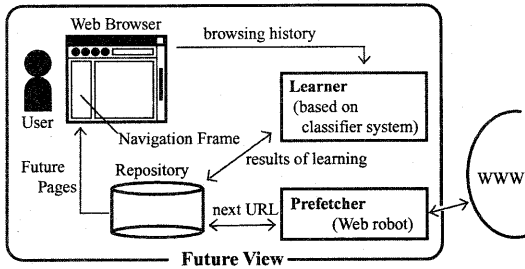 Web Browser
browsing history
User
Navigation Frame
Learner
(based on
classifier system)
Future
Pages
Repository
results of learning
next URL
Prefetcher
(Web robot)
WWW
Future View